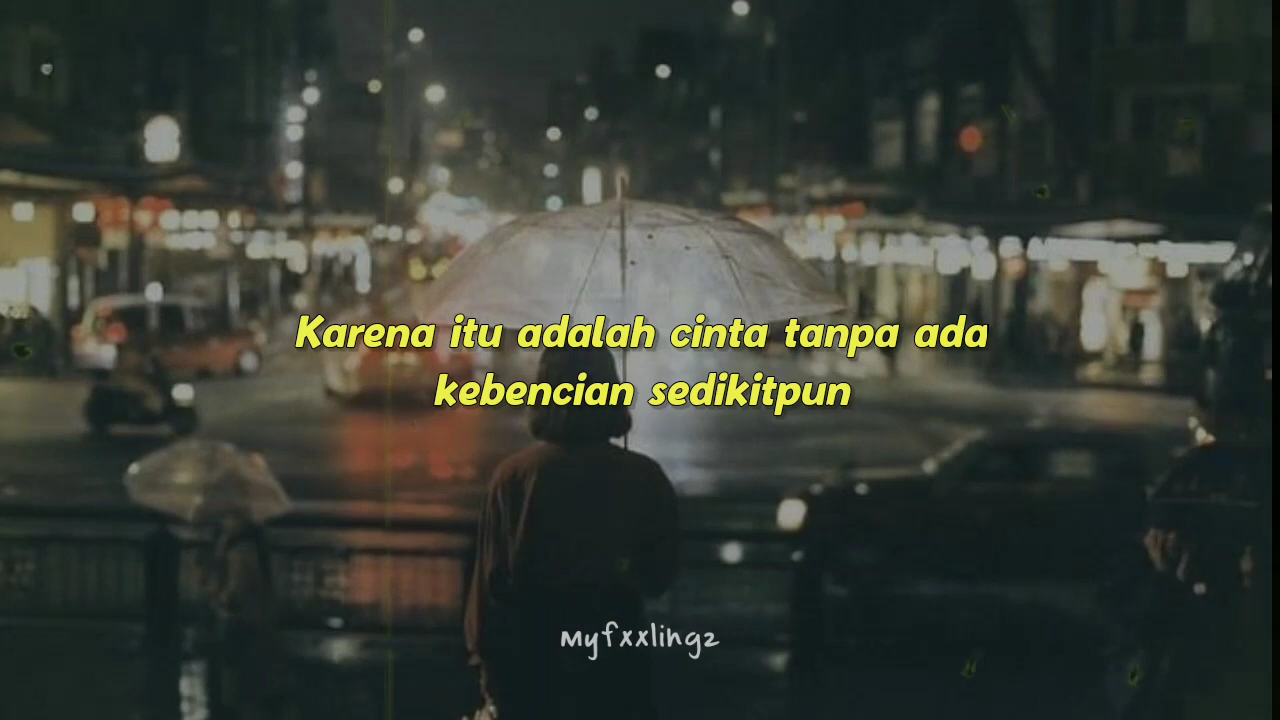 Karena itu adalah cinta tanpa ada
kebencian sedikitpun
myfxxlingz